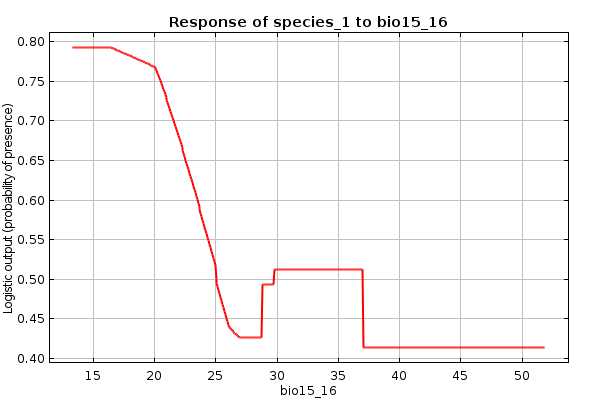 Response of species_1 to bio15_16
Logistic output (probability of presence)
0.80
0.75
0.70
0.65
0.60
0.55
0.50
0.45
0.40
15 20 25 30 35 40 45 50
bio15_16